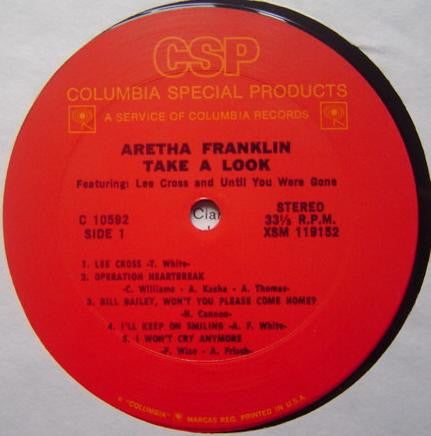 CSP
COLUMBIA SPECIAL PRODUCTS
A SERVICE OF COLUMBIA RECORDS
ARETHA FRANKLIN
TAKE A LOOK
Featuring: Lee Cross and Until You Were Gone
C 10592
SIDE 1
Cla
STEREO
33⅓ R.P.M.
XSM 119152
1. LEE CROSS -T. White-
2. OPERATION HEARTBREAK
-C. Williams - A. Kasha - A. Thomas-
3. BILL BAILEY, WON'T YOU PLEASE COME HOME?
-H. Cannon-
4. I'LL KEEP ON SMILING -A. F. White-
5. I WON'T CRY ANYMORE
-F. Wise - A. Frisch-
"COLUMBIA" MARCAS REG. PRINTED IN U.S.A.